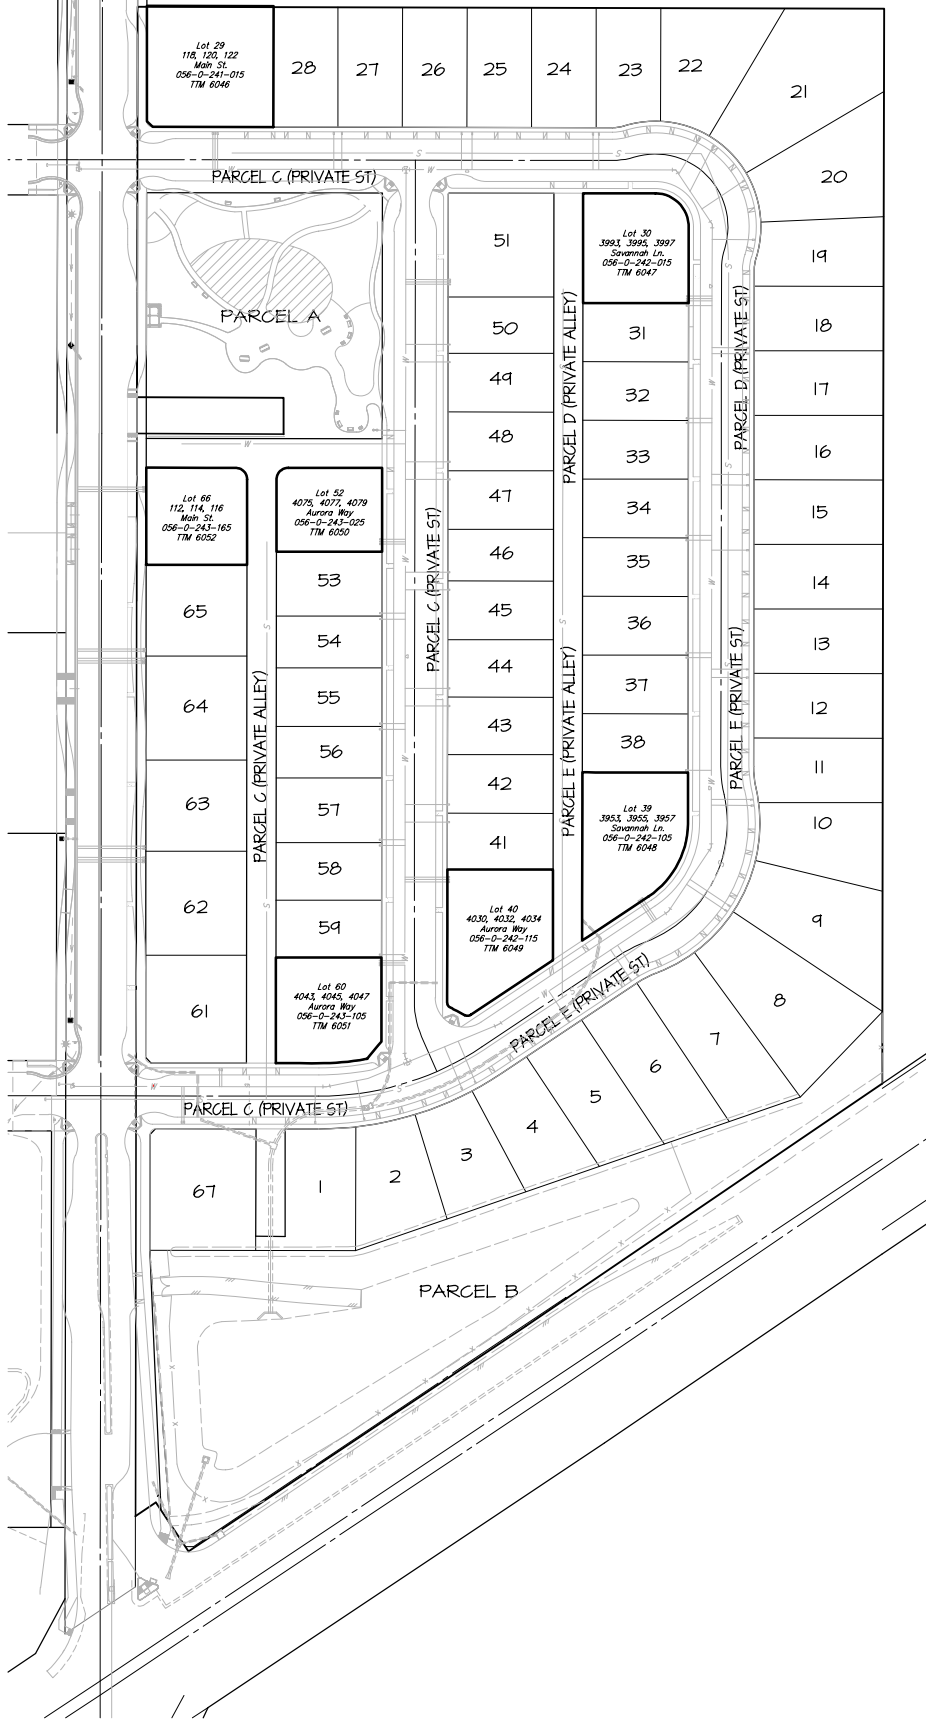 Lot 29
118, 120, 122
Main St.
056-0-241-015
TTM 6046
28
27
26
25
24
23
22
21
20
19
18
17
16
15
14
13
12
11
10
9
8
7
6
5
4
3
2
1
67
PARCEL C (PRIVATE ST)
PARCEL A
51
50
49
48
47
46
45
44
43
42
41
Lot 40
4030, 4032, 4034
Aurora Way
056-0-242-115
TTM 6049
Lot 30
3993, 3995, 3997
Savannah Ln.
056-0-242-015
TTM 6047
31
32
33
34
35
36
37
38
Lot 39
3953, 3955, 3957
Savannah Ln.
056-0-242-105
TTM 6048
PARCEL D (PRIVATE ALLEY)
PARCEL E (PRIVATE ALLEY)
PARCEL D (PRIVATE ST)
PARCEL E (PRIVATE ST)
PARCEL C (PRIVATE ST)
Lot 66
112, 114, 116
Main St.
056-0-243-165
TTM 6052
65
64
63
62
61
PARCEL C (PRIVATE ALLEY)
Lot 52
4075, 4077, 4079
Aurora Way
056-0-243-025
TTM 6050
53
54
55
56
57
58
59
Lot 60
4043, 4045, 4047
Aurora Way
056-0-243-105
TTM 6051
PARCEL E (PRIVATE ST)
PARCEL C (PRIVATE ST)
PARCEL B